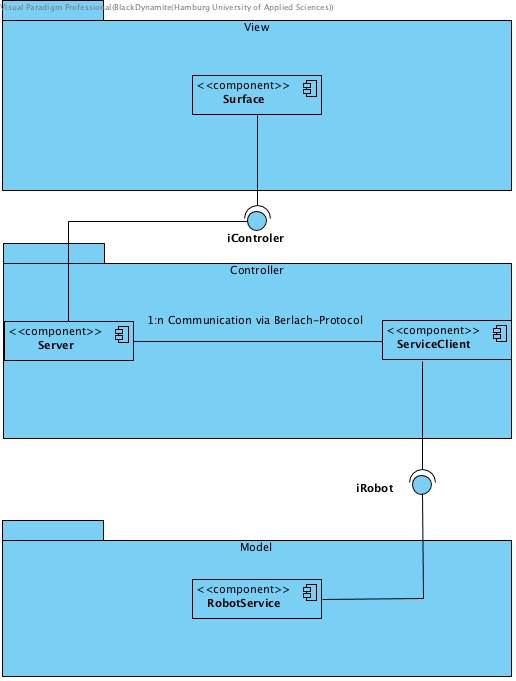 Visual Paradigm Professional(BlackDynamite(Hamburg University of Applied Sciences))
View
<<component>>
Surface
iControler
Controller
1:n Communication via Berlach-Protocol
<<component>>
Server
<<component>>
ServiceClient
iRobot
Model
<<component>>
RobotService